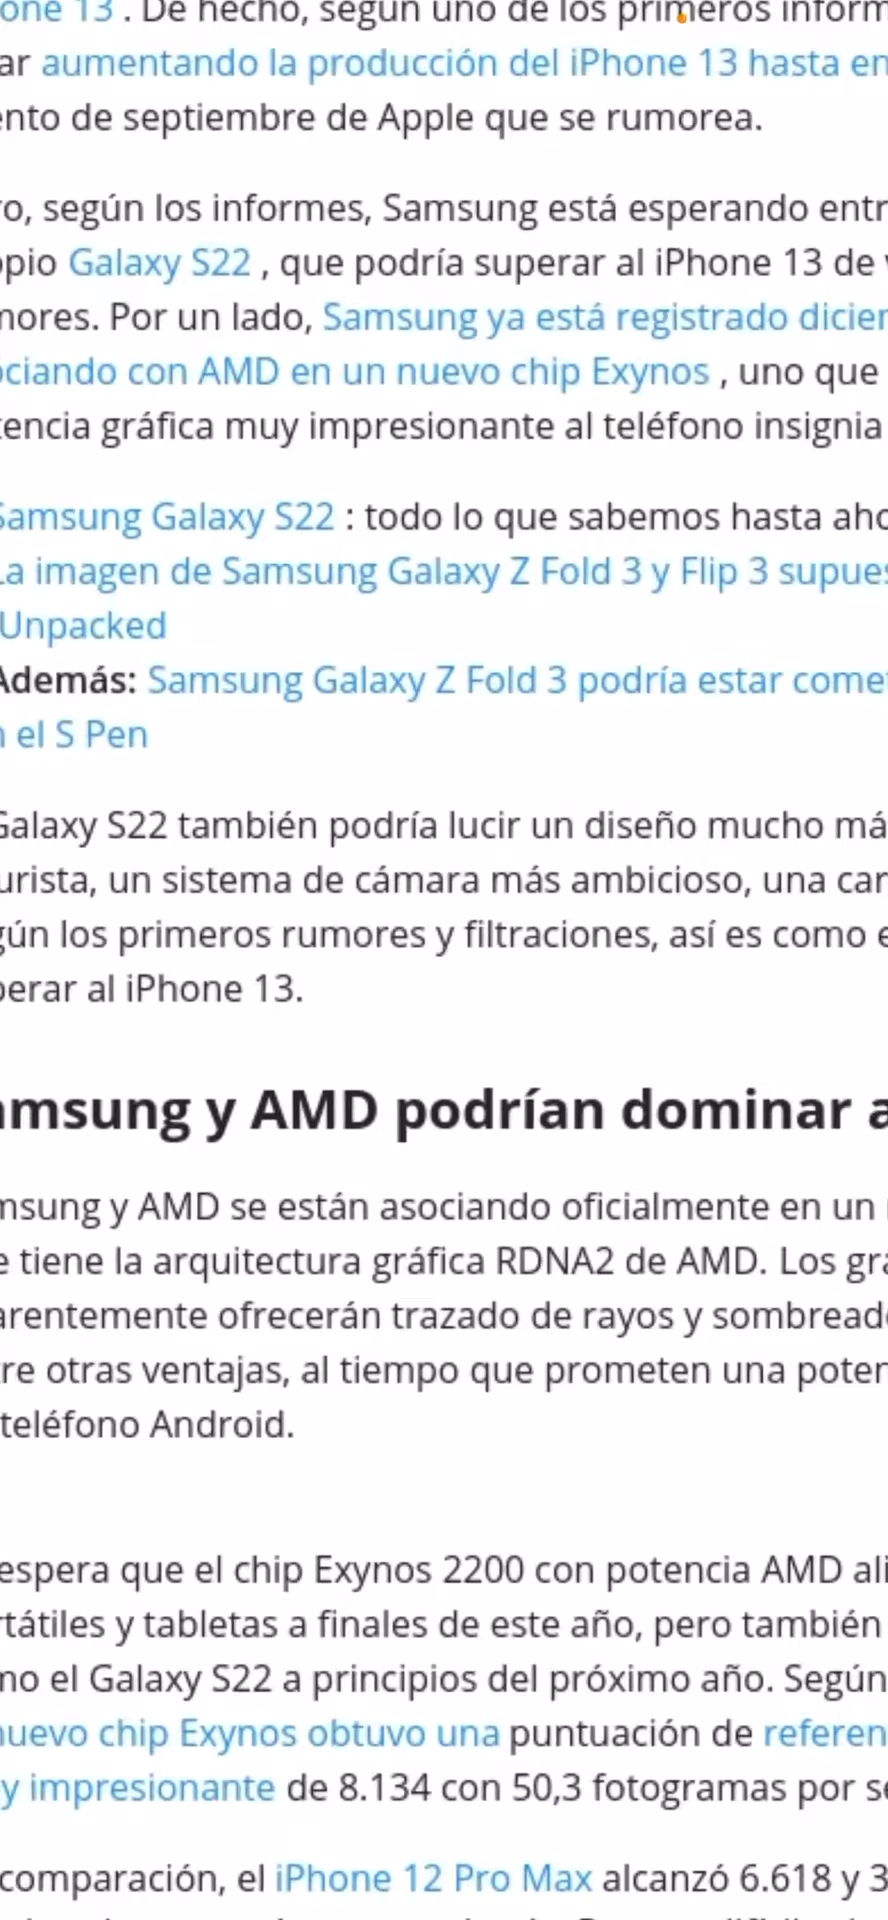 one 13 . De hecho, según uno de los primeros inform
ar aumentando la producción del iPhone 13 hasta en
ento de septiembre de Apple que se rumorea.
ro, según los informes, Samsung está esperando entr
opio Galaxy S22 , que podría superar al iPhone 13 de v
mores. Por un lado, Samsung ya está registrado dicien
ociando con AMD en un nuevo chip Exynos , uno que
tencia gráfica muy impresionante al teléfono insignia
Samsung Galaxy S22 : todo lo que sabemos hasta aho
La imagen de Samsung Galaxy Z Fold 3 y Flip 3 supues
Unpacked
Además: Samsung Galaxy Z Fold 3 podría estar comet
n el S Pen
Galaxy S22 también podría lucir un diseño mucho má
urista, un sistema de cámara más ambicioso, una car
gún los primeros rumores y filtraciones, así es como e
perar al iPhone 13.
amsung y AMD podrían dominar a
msung y AMD se están asociando oficialmente en un
e tiene la arquitectura gráfica RDNA2 de AMD. Los grá
arentemente ofrecerán trazado de rayos y sombread
tre otras ventajas, al tiempo que prometen una poten
teléfono Android.
espera que el chip Exynos 2200 con potencia AMD ali
rtátiles y tabletas a finales de este año, pero también
mo el Galaxy S22 a principios del próximo año. Según
nuevo chip Exynos obtuvo una puntuación de referen
y impresionante de 8.134 con 50,3 fotogramas por se
comparación, el iPhone 12 Pro Max alcanzó 6.618 y 3